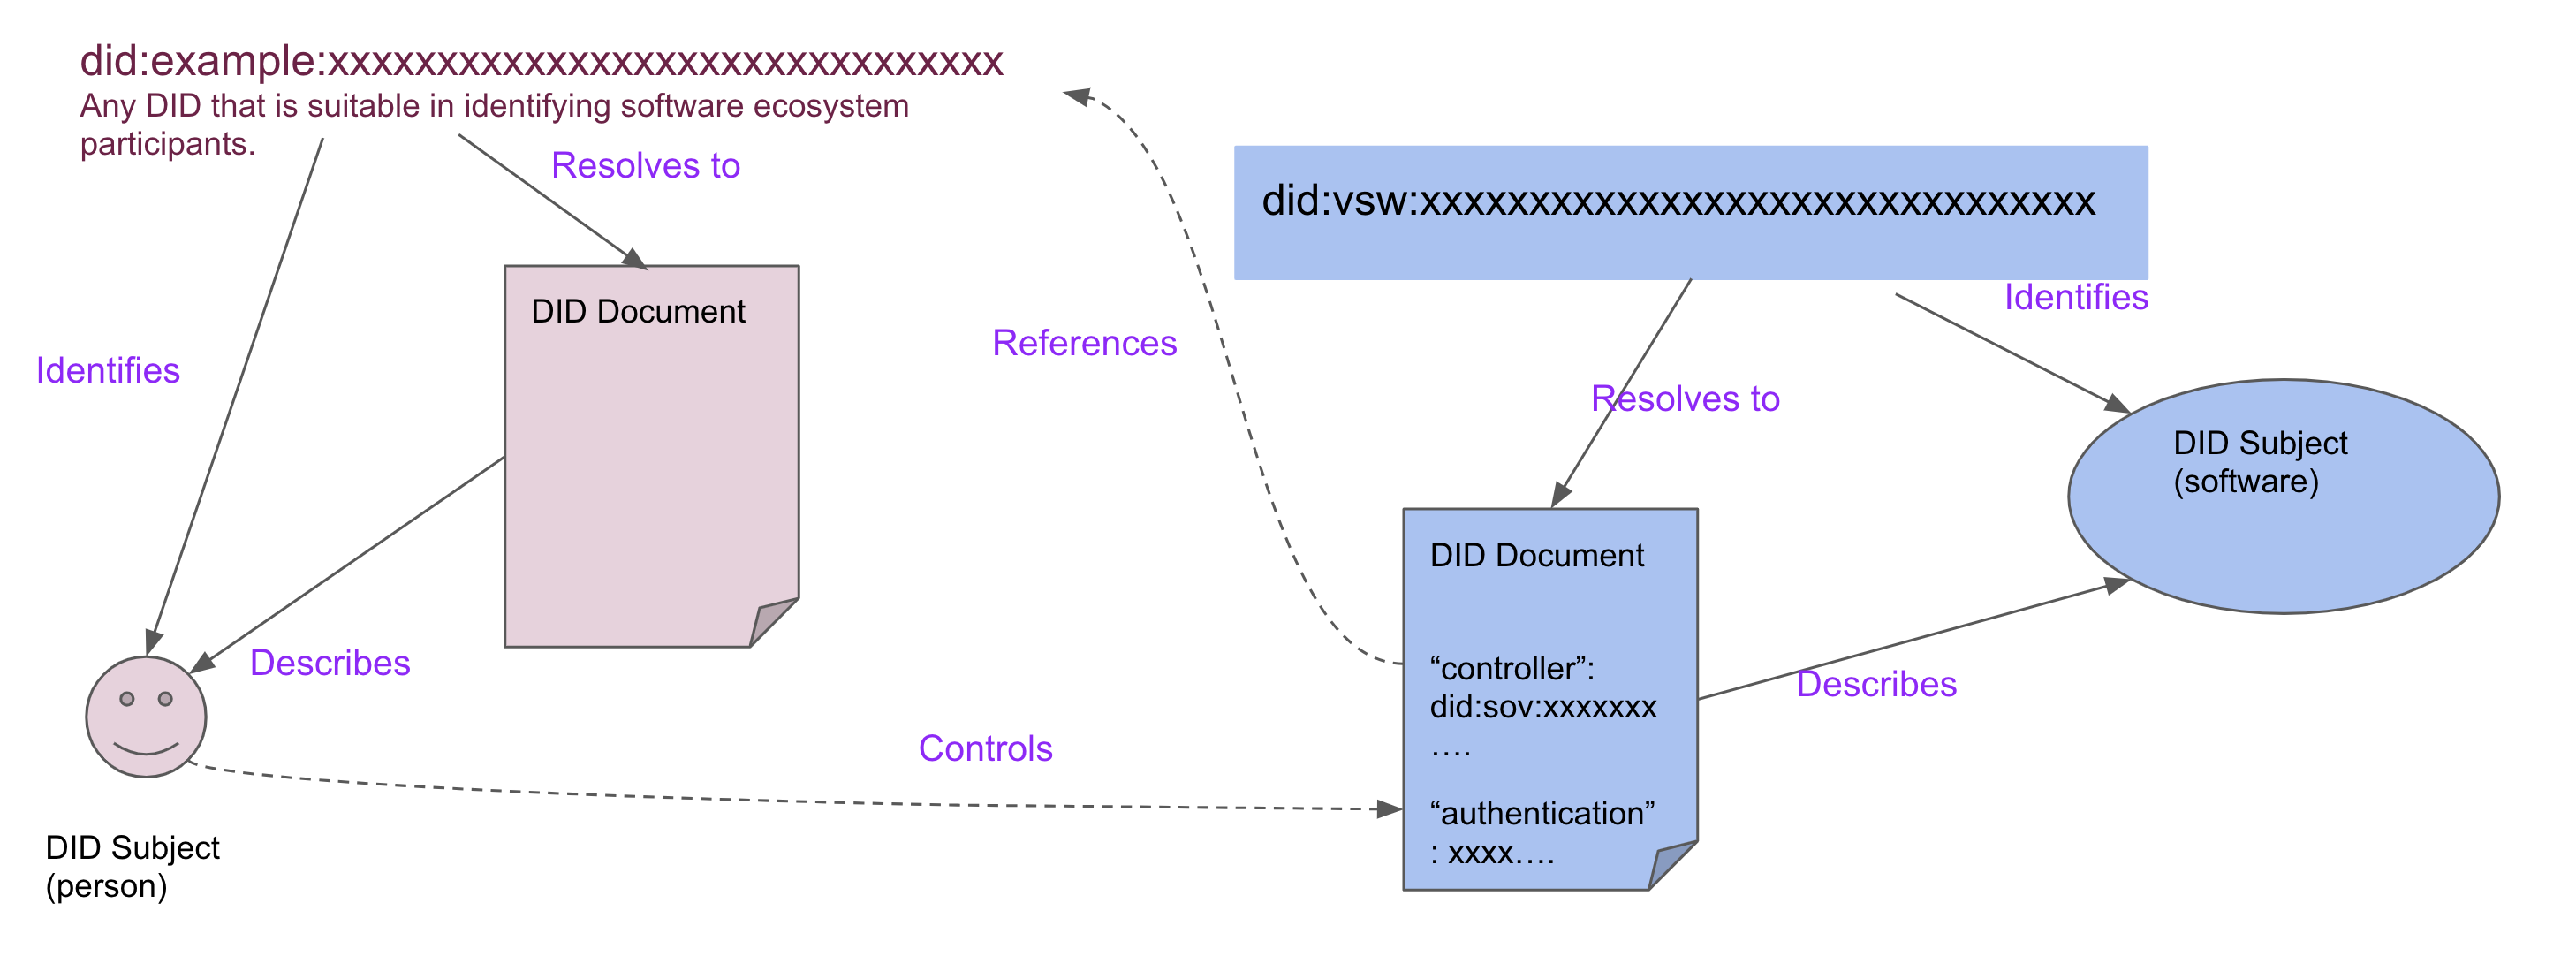 did:example:xxxxxxxxxxxxxxxxxxxxxxxxxxxxxxx
Any DID that is suitable in identifying software ecosystem
participants.
Resolves to
did:vsw:xxxxxxxxxxxxxxxxxxxxxxxxxxxxxxx
Identifies
DID Document
References
Identifies
Resolves to
DID Subject
(software)
DID Document
Describes
“controller”:
did:sov:xxxxxxx
….
Describes
Controls
“authentication”
: xxxx….
DID Subject
(person)